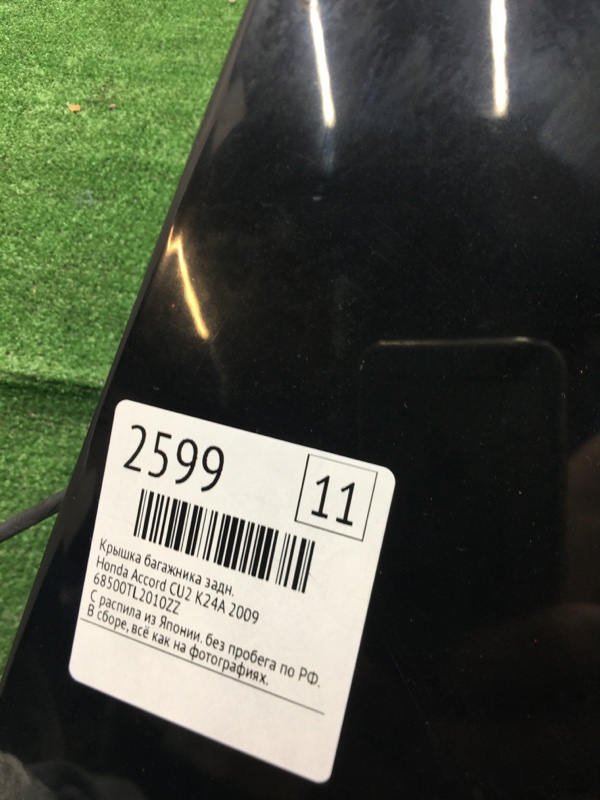 2599
11
Крышка багажника задн.
Honda Accord CU2 K24A 2009
68500TL2010ZZ
С распила из Японии. без пробега по РФ.
В сборе, всё как на фотографиях.